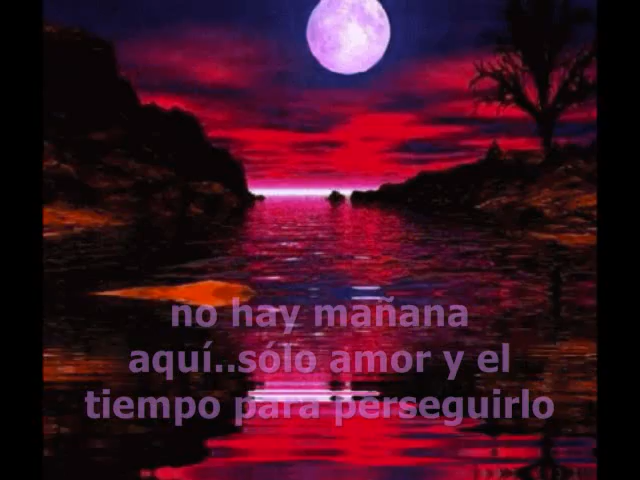 no hay mañana
aquí..sólo amor y el
tiempo para perseguirlo